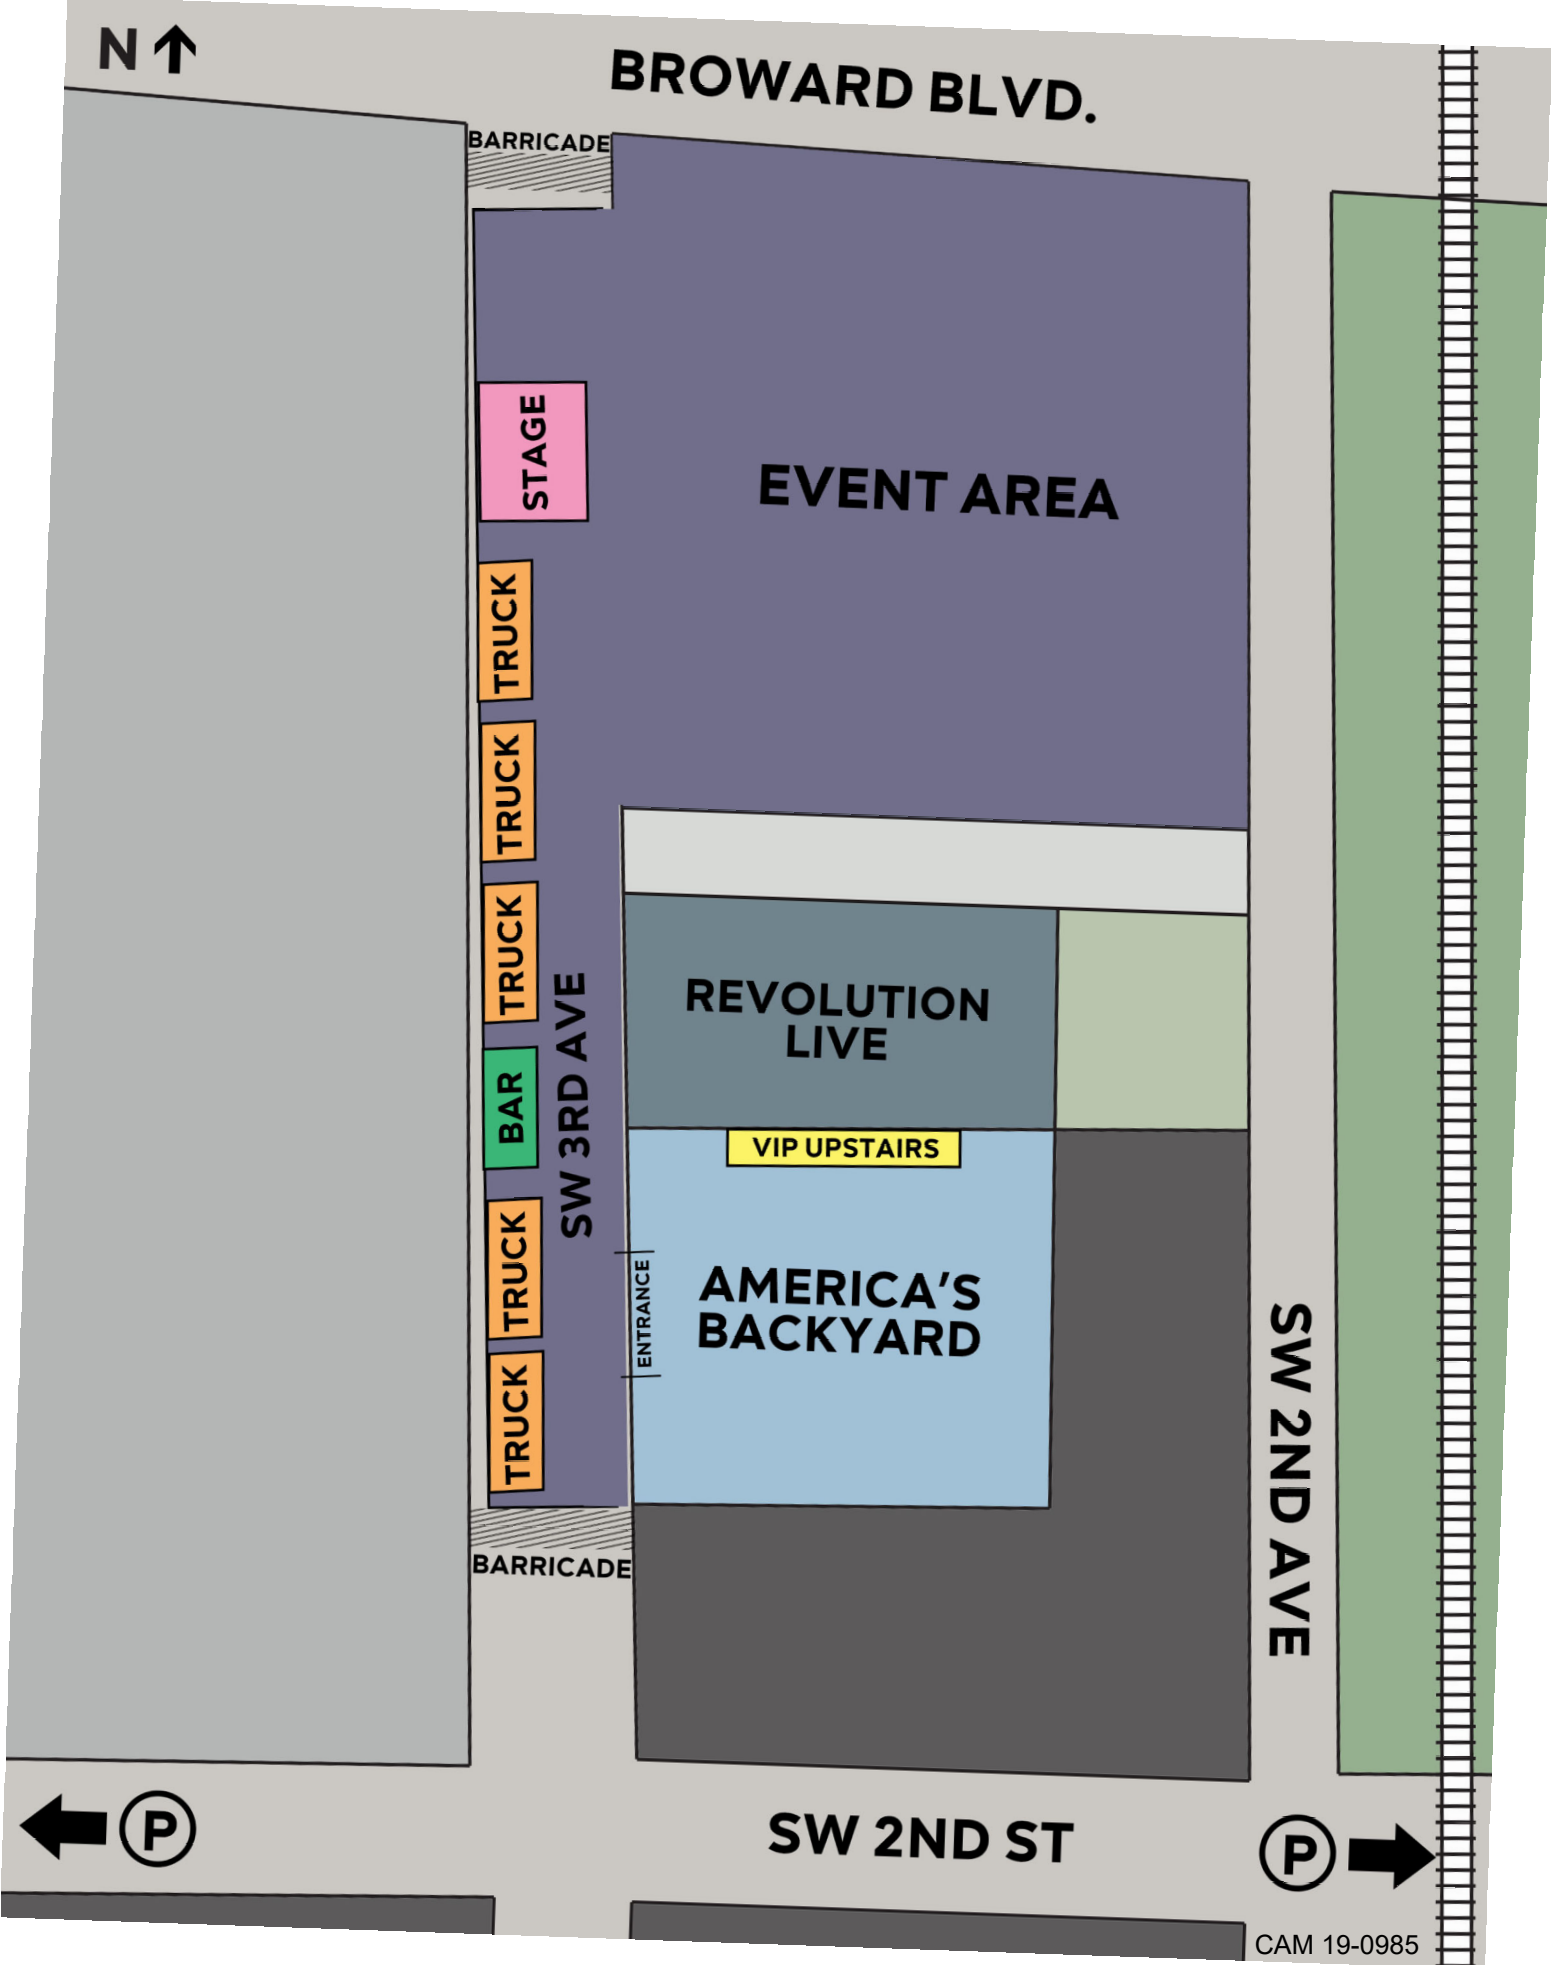 N
BROWARD BLVD.
BARRICADE
STAGE
EVENT AREA
TRUCK
TRUCK
TRUCK
BAR
SW 3RD AVE
REVOLUTION
LIVE
VIP UPSTAIRS
TRUCK
ENTRANCE
AMERICA'S
BACKYARD
TRUCK
SW 2ND AVE
BARRICADE
P
SW 2ND ST
P
CAM 19-0985